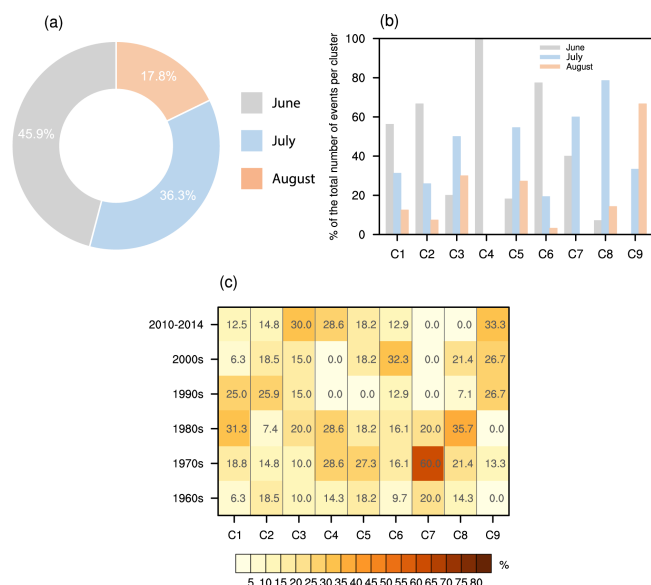 (a)
17.8%
45.9%
36.3%
June
July
August
(b)
% of the total number of events per cluster
100
80
60
40
20
0
June
July
August
C1 C2 C3 C4 C5 C6 C7 C8 C9
(c)
2010-2014 12.5 14.8 30.0 28.6 18.2 12.9 0.0 0.0 33.3
2000s 6.3 18.5 15.0 0.0 18.2 32.3 0.0 21.4 26.7
1990s 25.0 25.9 15.0 0.0 0.0 12.9 0.0 7.1 26.7
1980s 31.3 7.4 20.0 28.6 18.2 16.1 20.0 35.7 0.0
1970s 18.8 14.8 10.0 28.6 27.3 16.1 60.0 21.4 13.3
1960s 6.3 18.5 10.0 14.3 18.2 9.7 20.0 14.3 0.0
C1 C2 C3 C4 C5 C6 C7 C8 C9
%
5 10 15 20 25 30 35 40 45 50 55 60 65 70 75 80